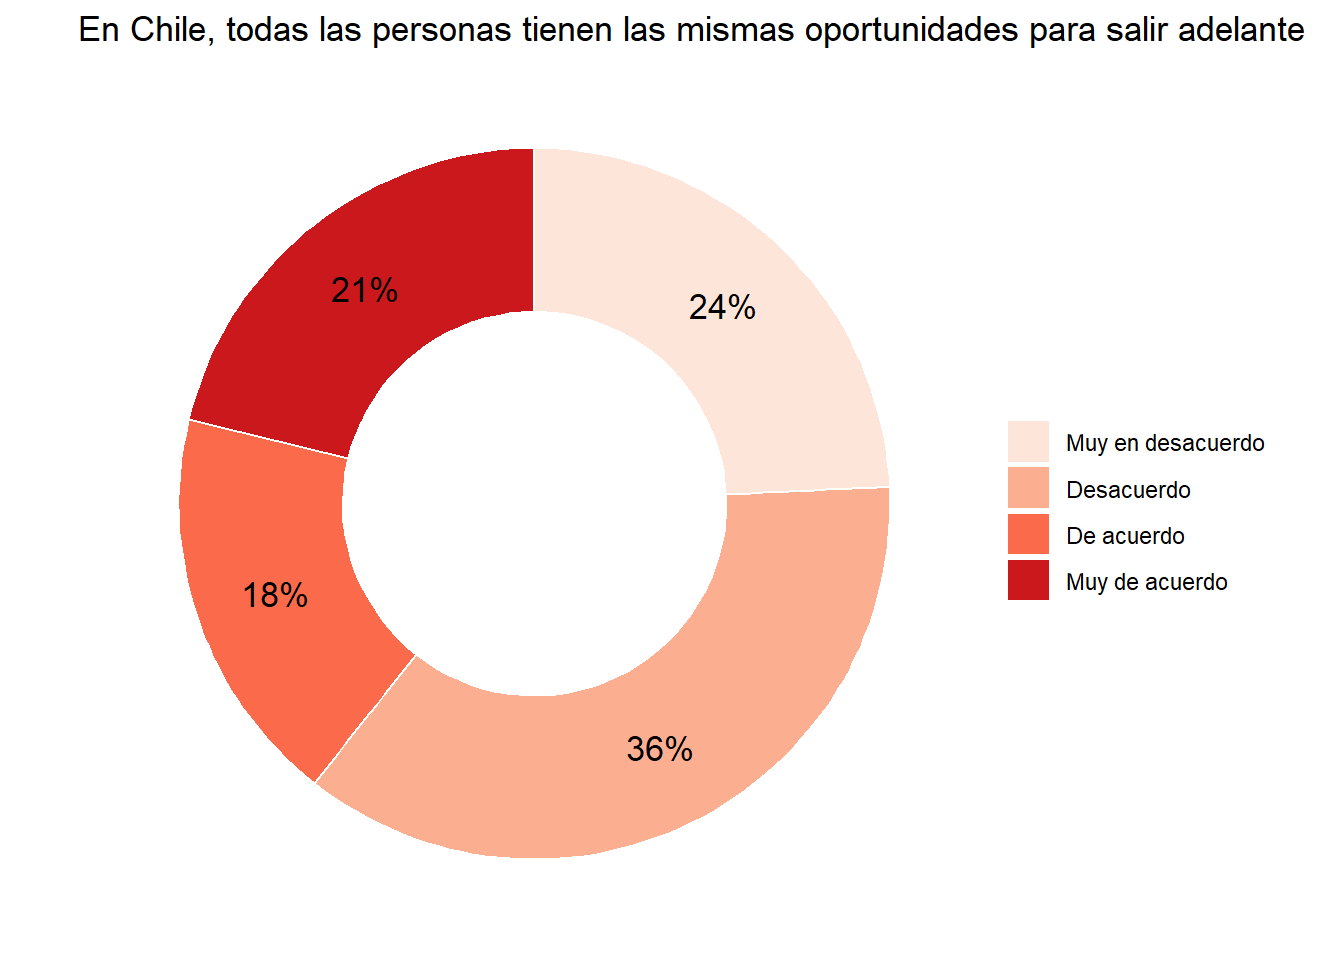 En Chile, todas las personas tienen las mismas oportunidades para salir adelante
21%
24%
18%
36%
Muy en desacuerdo
Desacuerdo
De acuerdo
Muy de acuerdo